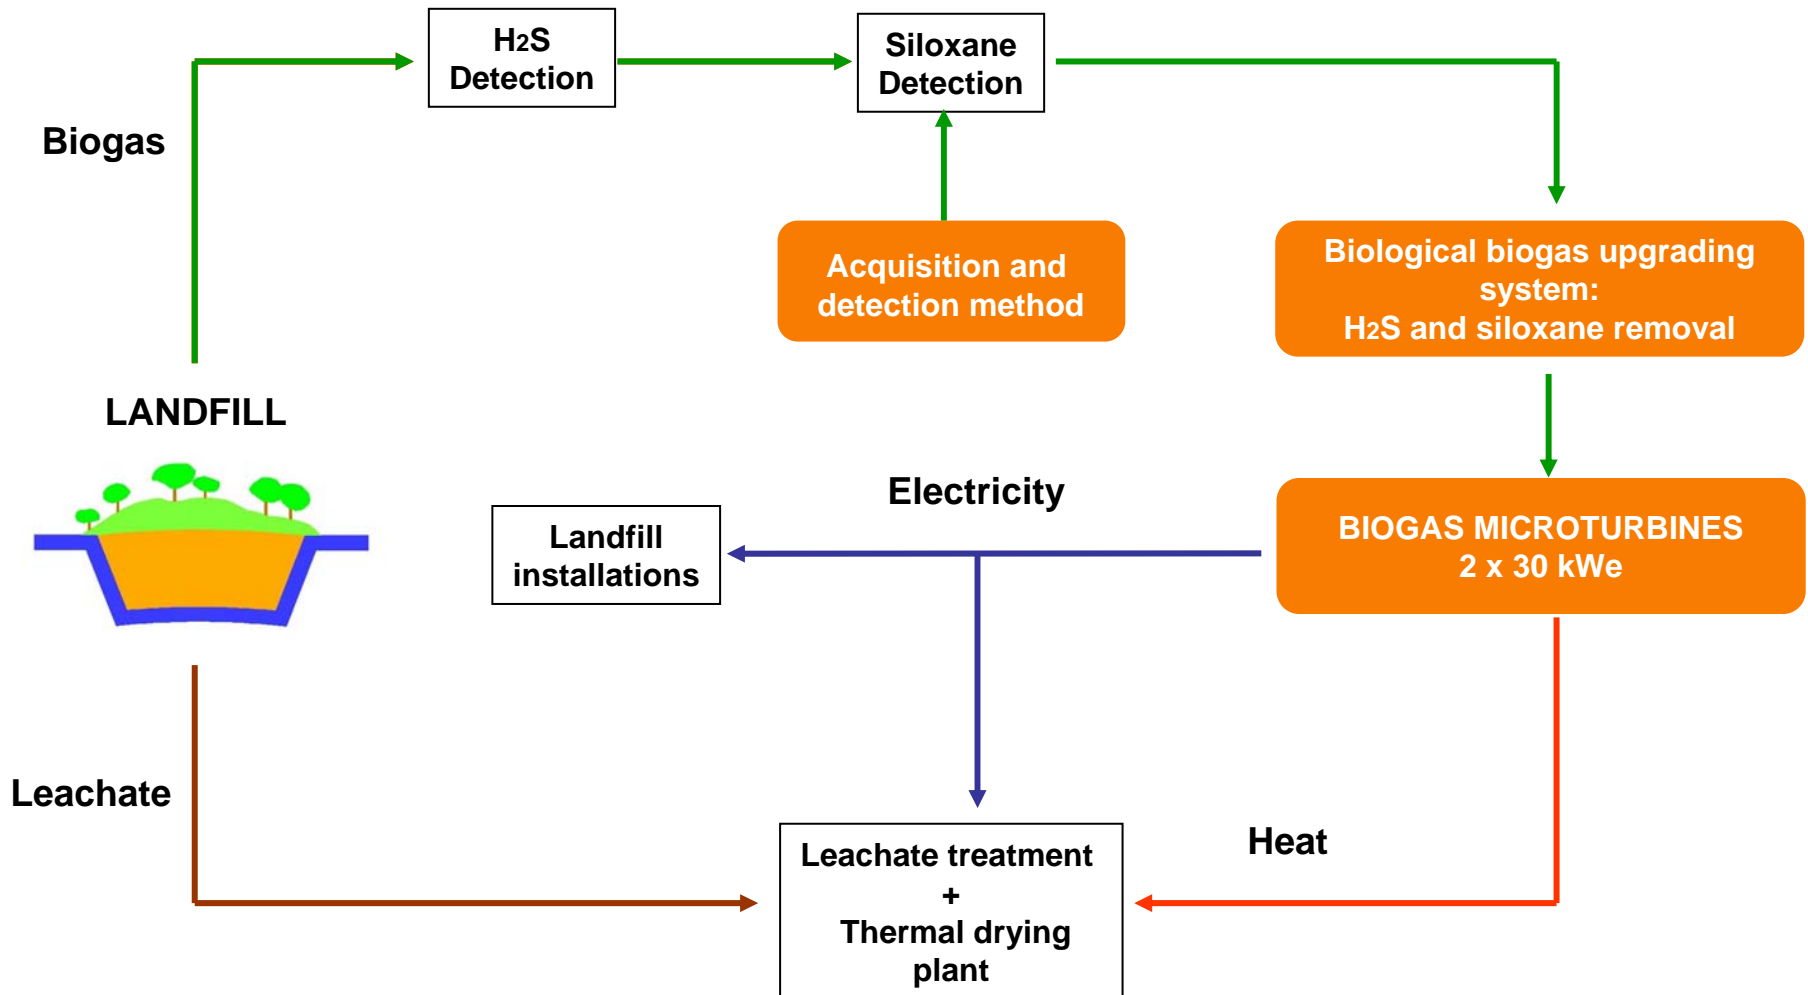 H2S
Detection
Siloxane
Detection
Biogas
Acquisition and
detection method
Biological biogas upgrading
system:
H2S and siloxane removal
LANDFILL
Electricity
Landfill
installations
BIOGAS MICROTURBINES
2 x 30 kWe
Leachate
Heat
Leachate treatment
+
Thermal drying
plant